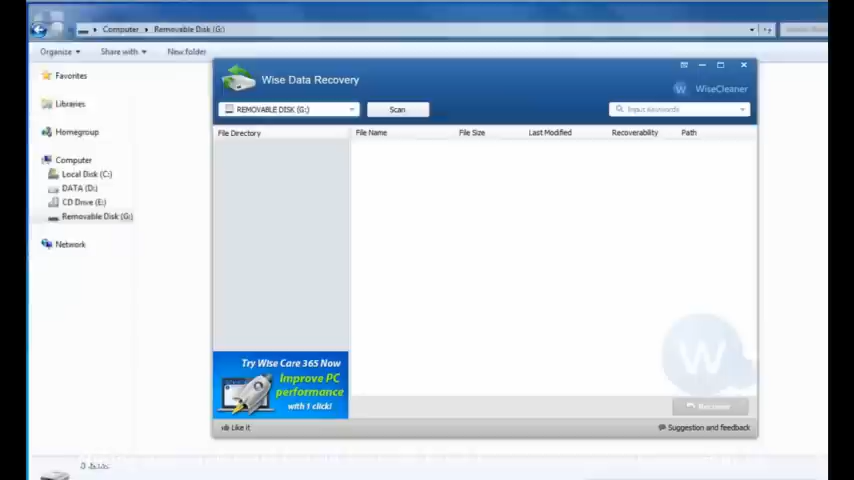 Computer Removable Disk (G:)
Organize Share with New folder
Favorites
Libraries
Homegroup
Computer
Local Disk (C:)
DATA (D:)
CD Drive (E:)
Removable Disk (G:)
Network
Wise Data Recovery
W WiseCleaner
REMOVABLE DISK (G:) Scan Input Keywords
File Directory File Name File Size Last Modified Recoverability Path
Try Wise Care 365 Now
Improve PC
performance
with 1 click!
W
Recover
Like it Suggestion and feedback